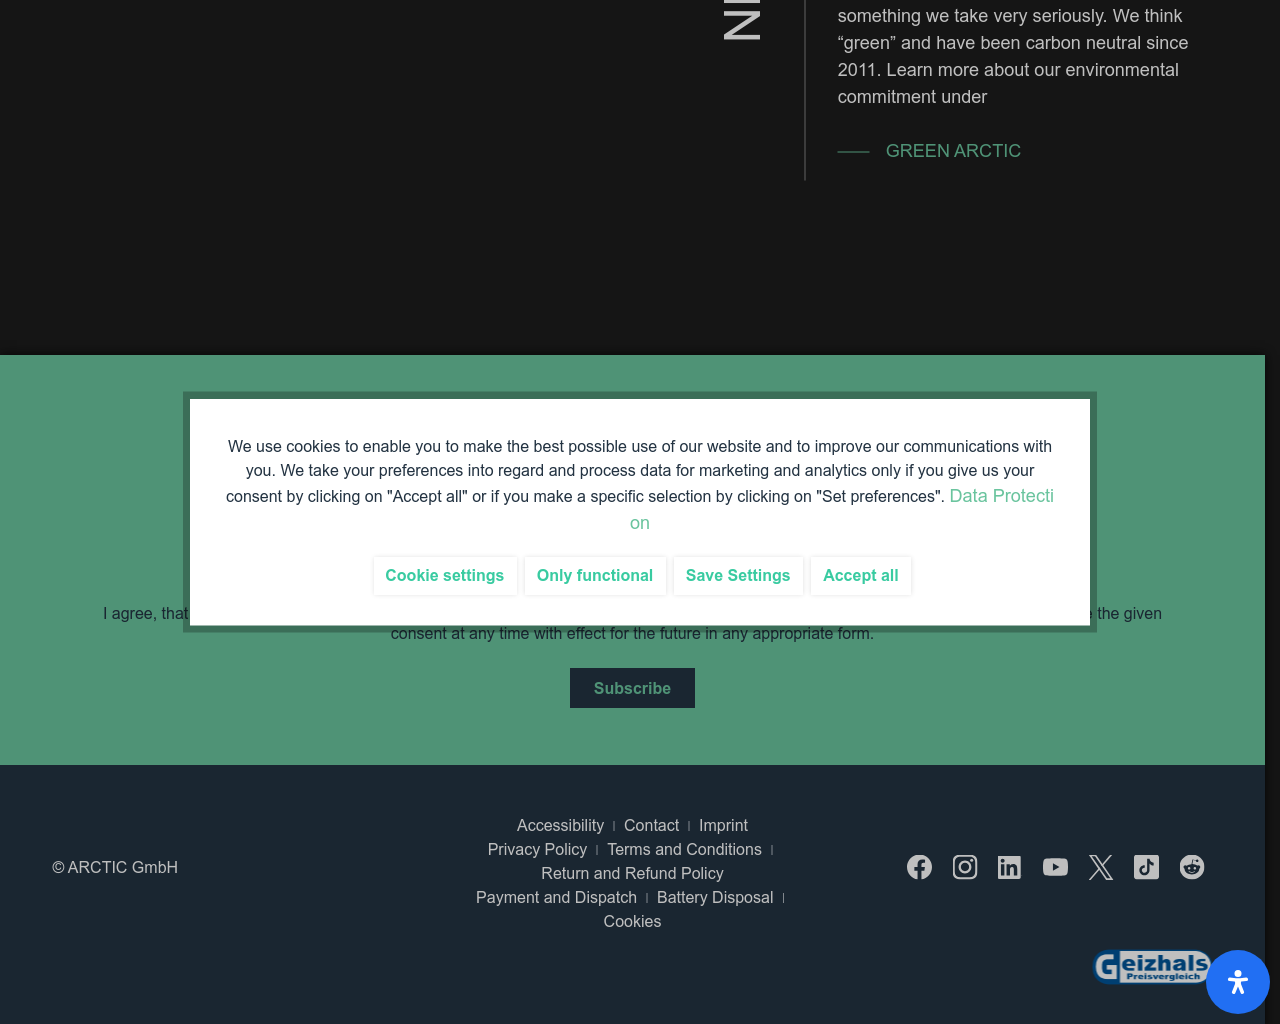 something we take very seriously. We think
“green” and have been carbon neutral since
2011. Learn more about our environmental
commitment under
GREEN ARCTIC
We use cookies to enable you to make the best possible use of our website and to improve our communications with
you. We take your preferences into regard and process data for marketing and analytics only if you give us your
consent by clicking on "Accept all" or if you make a specific selection by clicking on "Set preferences". Data Protecti
on
Cookie settings Only functional Save Settings Accept all
I agree, that the given
consent at any time with effect for the future in any appropriate form.
Subscribe
Accessibility | Contact | Imprint
Privacy Policy | Terms and Conditions |
© ARCTIC GmbH
Return and Refund Policy
Payment and Dispatch | Battery Disposal |
Cookies
Geizhals
Preisvergleich